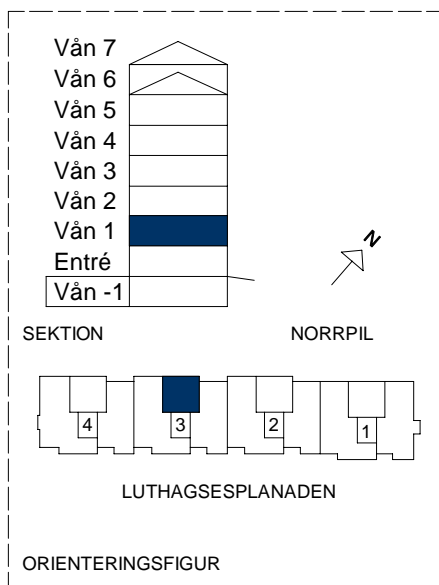 Vån 7
Vån 6
Vån 5
Vån 4
Vån 3
Vån 2
Vån 1
Entré
Vån -1
N
SEKTION
NORRPIL
4
3
2
1
LUTHAGSESPLANADEN
ORIENTERINGSFIGUR